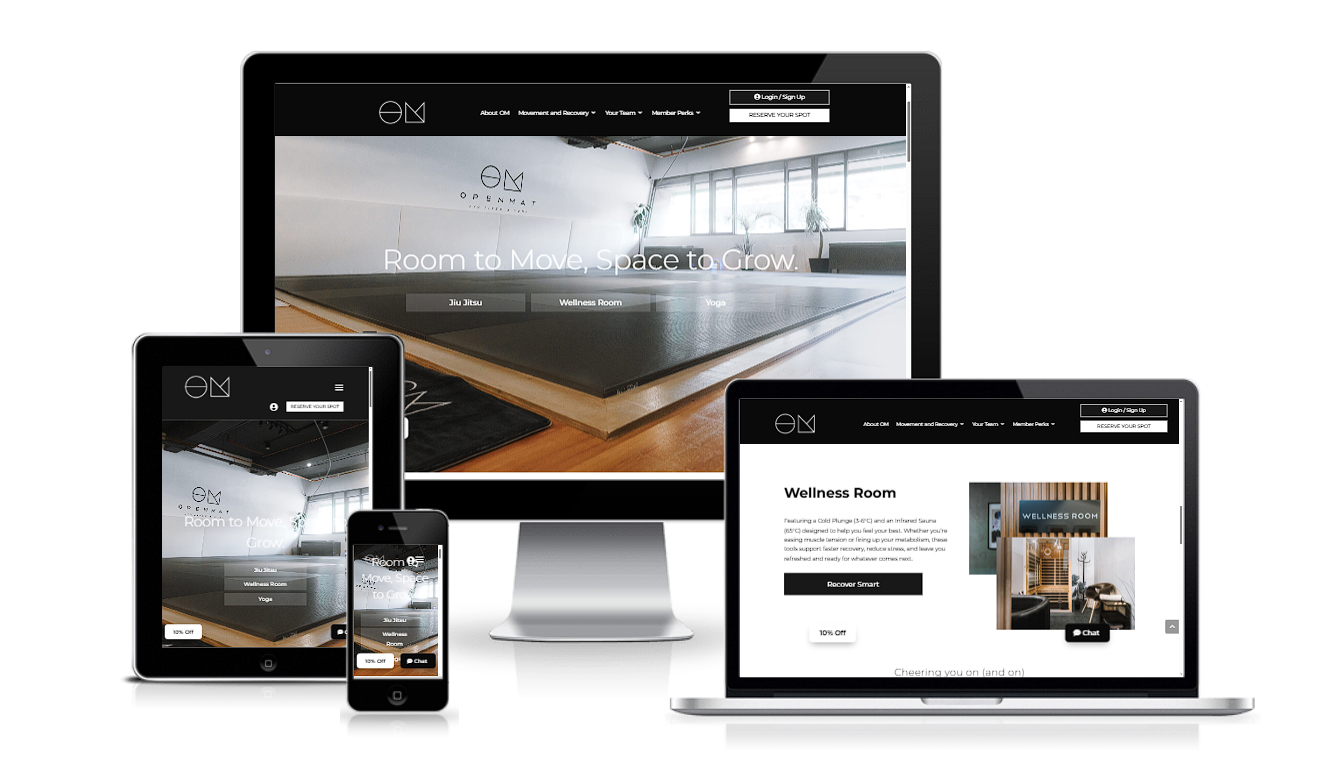 OM
About OM
Movement and Recovery
Your Team
Member Perks
Login / Sign Up
RESERVE YOUR SPOT
OM
OPENMAT
Room to Move, Space to Grow.
Jiu Jitsu
Wellness Room
Yoga
OM
RESERVE YOUR SPOT
OM
OPENMAT
Room to Move, Sp
Grow.
Jiu Jitsu
Wellness Room
Yoga
10% Off
Room to
Move, Space
to Grow.
Jiu Jitsu
Wellness
Room
10% Off
Chat
OM
About OM
Movement and Recovery
Your Team
Member Perks
Login / Sign Up
RESERVE YOUR SPOT
Wellness Room
Featuring a Cold Plunge (3-6°C) and an Infrared Sauna
(65°C) designed to help you feel your best. Whether you're
easing muscle tension or firing up your metabolism, these
tools support faster recovery, reduce stress, and leave you
refreshed and ready for whatever comes next.
Recover Smart
WELLNESS ROOM
10% Off
Chat
Cheering you on (and on)